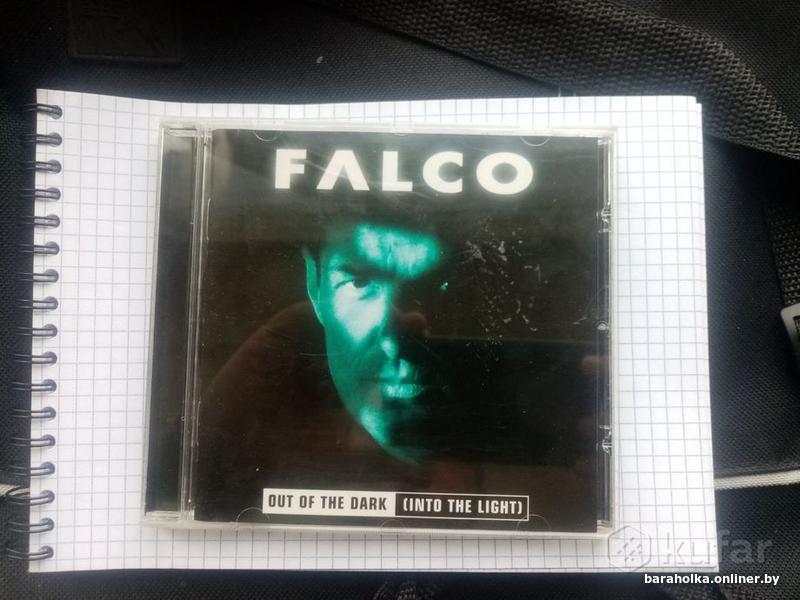 FALCO
OUT OF THE DARK (INTO THE LIGHT)
kufar
baraholka.onliner.by